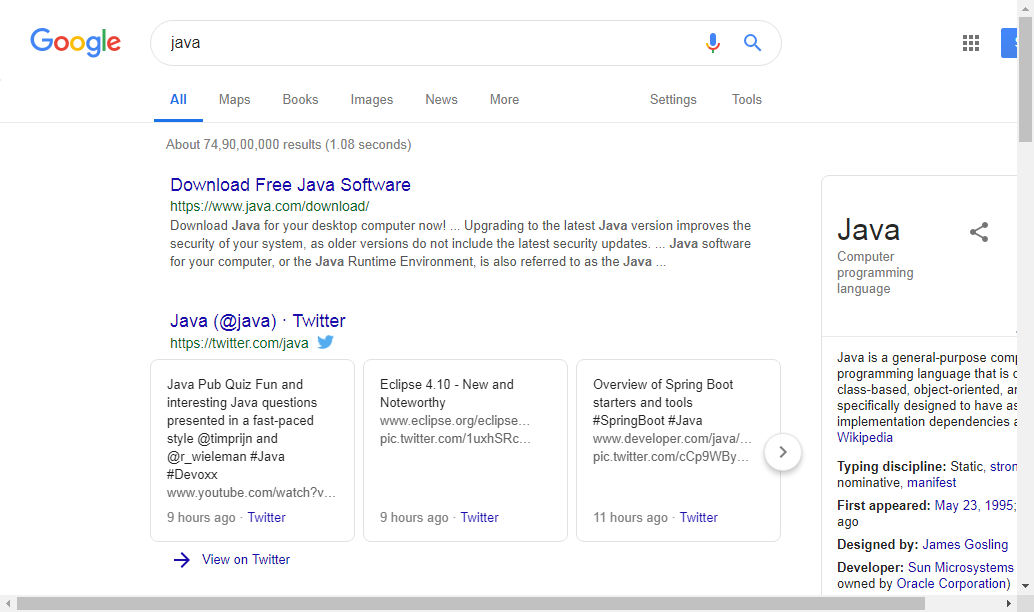 Google
java
All Maps Books Images News More Settings Tools
About 74,90,00,000 results (1.08 seconds)
Download Free Java Software
https://www.java.com/download/
Download Java for your desktop computer now! ... Upgrading to the latest Java version improves the
security of your system, as older versions do not include the latest security updates. ... Java software
for your computer, or the Java Runtime Environment, is also referred to as the Java ...
Java (@java) · Twitter
https://twitter.com/java
Java Pub Quiz Fun and
interesting Java questions
presented in a fast-paced
style @timprijn and
@r_wieleman #Java
#Devoxx
www.youtube.com/watch?v...
9 hours ago · Twitter
Eclipse 4.10 - New and
Noteworthy
www.eclipse.org/eclipse...
pic.twitter.com/1uxhSRc...
9 hours ago · Twitter
Overview of Spring Boot
starters and tools
#SpringBoot #Java
www.developer.com/java/...
pic.twitter.com/cCp9WBy...
11 hours ago · Twitter
View on Twitter
Java
Computer
programming
language
Java is a general-purpose
programming language that is
class-based, object-oriented,
specifically designed to have
implementation dependencies
Wikipedia
Typing discipline: Static,
nominative, manifest
First appeared: May 23, 1995;
ago
Designed by: James Gosling
Developer: Sun Microsystems
owned by Oracle Corporation)